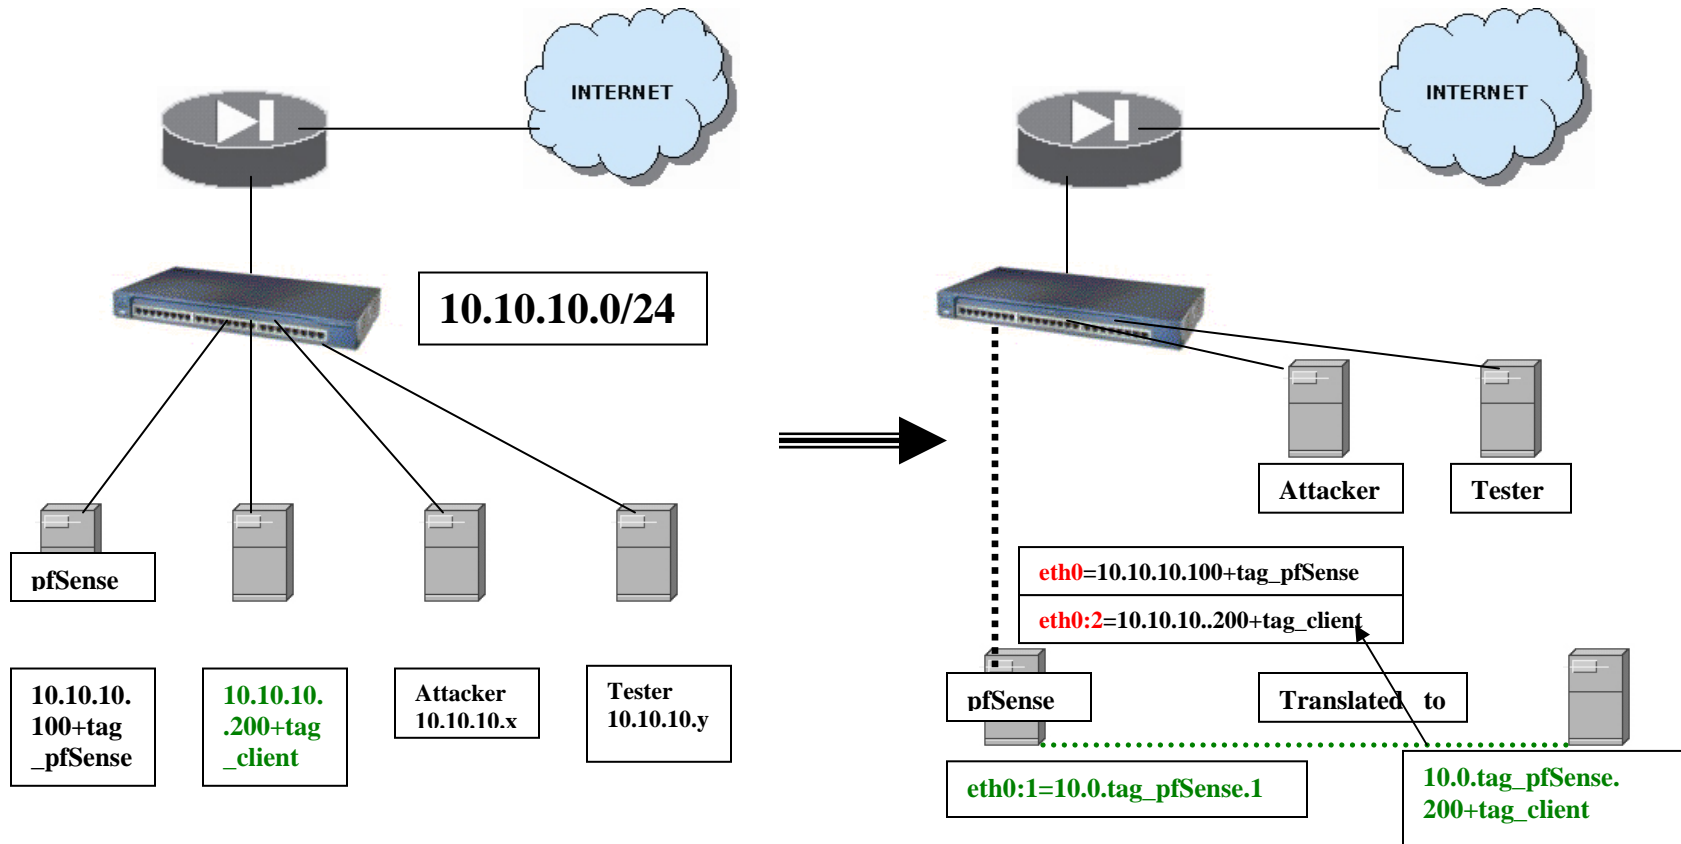 INTERNET
10.10.10.0/24
pfSense
10.10.10.
100+tag
_pfSense
10.10.10.
.200+tag
_client
Attacker
10.10.10.x
Tester
10.10.10.y
INTERNET
Attacker
Tester
eth0=10.10.10.100+tag_pfSense
eth0:2=10.10.10..200+tag_client
pfSense
Translated to
eth0:1=10.0.tag_pfSense.1
10.0.tag_pfSense.
200+tag_client